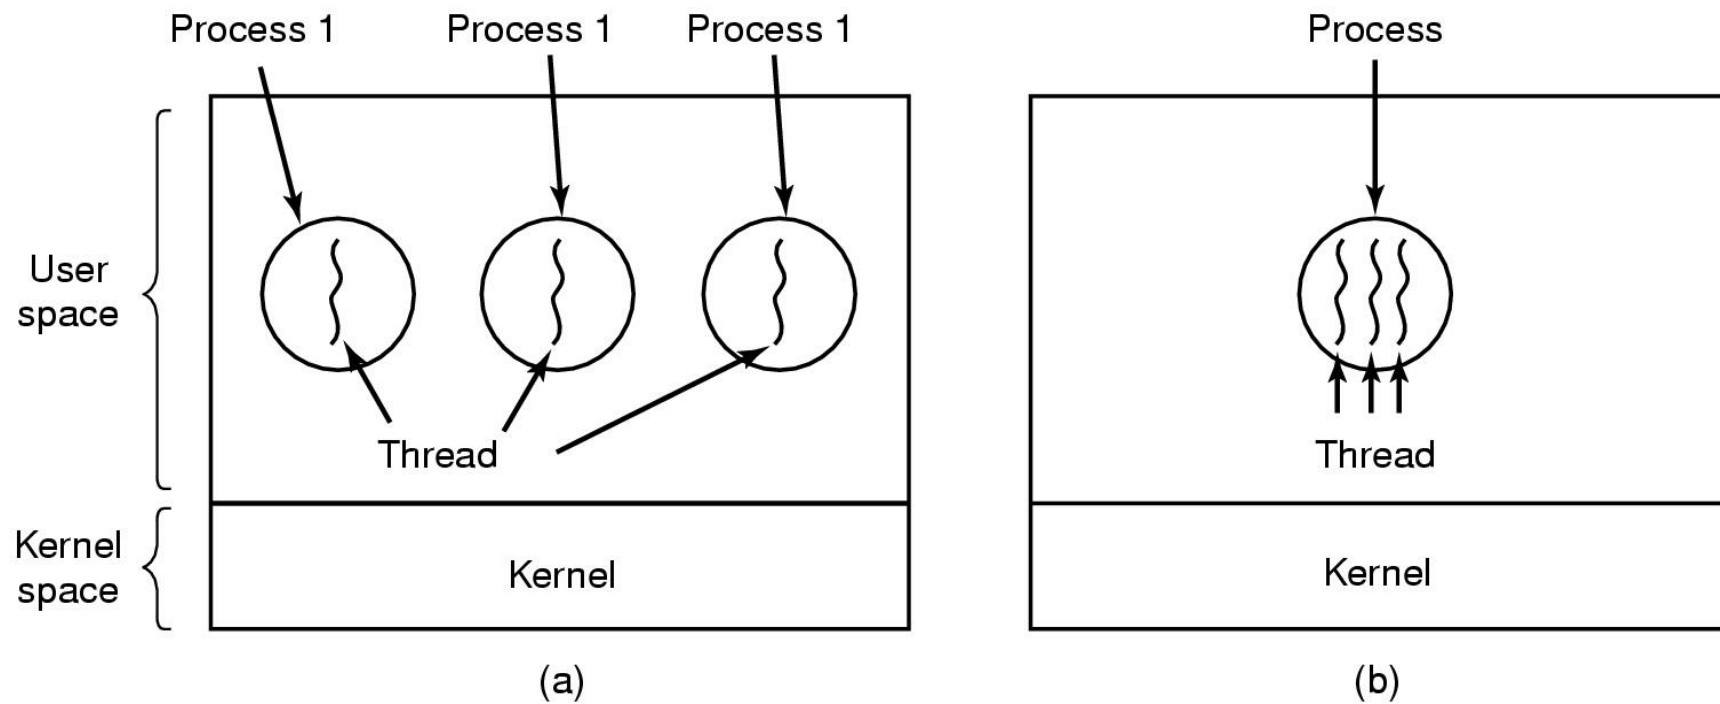 Process 1
Process 1
Process 1
Process
User
space
Thread
Thread
Kernel
space
Kernel
Kernel
(a)
(b)